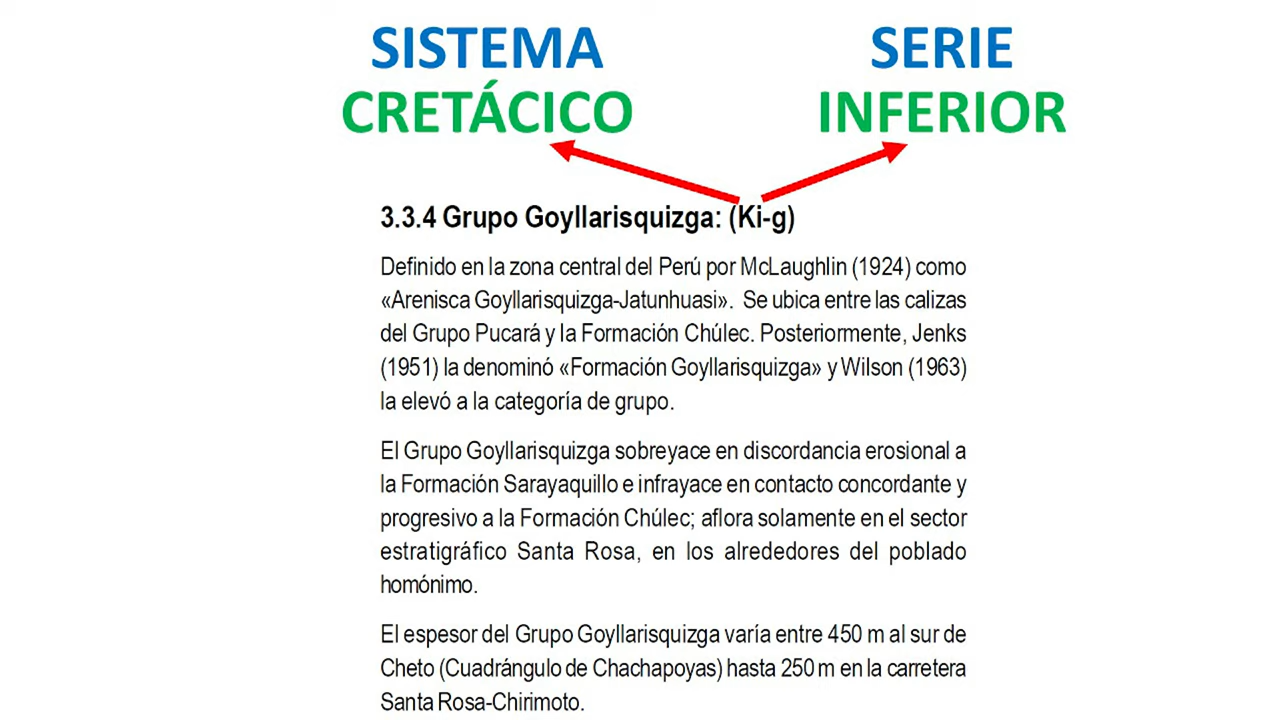 SISTEMA SERIE
CRETÁCICO INFERIOR
3.3.4 Grupo Goyllarisquizga: (Ki-g)
Definido en la zona central del Perú por McLaughlin (1924) como
«Arenisca Goyllarisquizga-Jatunhuasi». Se ubica entre las calizas
del Grupo Pucará y la Formación Chúlec. Posteriormente, Jenks
(1951) la denominó «Formación Goyllarisquizga» y Wilson (1963)
la elevó a la categoría de grupo.
El Grupo Goyllarisquizga sobreyace en discordancia erosional a
la Formación Sarayaquillo e infrayace en contacto concordante y
progresivo a la Formación Chúlec; aflora solamente en el sector
estratigráfico Santa Rosa, en los alrededores del poblado
homónimo.
El espesor del Grupo Goyllarisquizga varía entre 450 m al sur de
Cheto (Cuadrángulo de Chachapoyas) hasta 250 m en la carretera
Santa Rosa-Chirimoto.